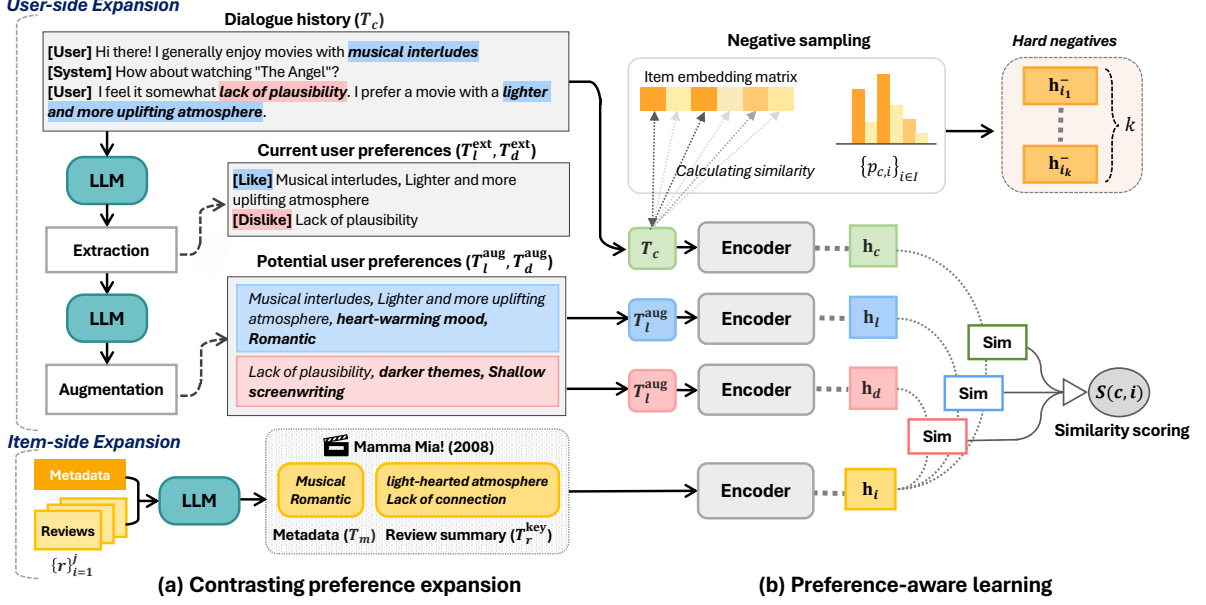 User-side Expansion
Dialogue history (T_c)
[User] Hi there! I generally enjoy movies with musical interludes
[System] How about watching "The Angel"?
[User] I feel it somewhat lack of plausibility. I prefer a movie with a lighter
and more uplifting atmosphere.
LLM
Extraction
LLM
Augmentation
Current user preferences (T_l^ext, T_d^ext)
[Like] Musical interludes, Lighter and more
uplifting atmosphere
[Dislike] Lack of plausibility
Potential user preferences (T_l^aug, T_d^aug)
Musical interludes, Lighter and more uplifting
atmosphere, heart-warming mood,
Romantic
Lack of plausibility, darker themes, Shallow
screenwriting
Item-side Expansion
Metadata
Reviews
{r}_{i=1}^j
LLM
Mamma Mia! (2008)
Musical
Romantic
light-hearted atmosphere
Lack of connection
Metadata (T_m)
Review summary (T_r^key)
(a) Contrasting preference expansion
Negative sampling
Item embedding matrix
Calculating similarity
{p_{c,i}}_{i∈I}
Hard negatives
h_{i_1}^-
h_{i_k}^-
k
T_c
Encoder
h_c
T_l^aug
Encoder
h_l
T_l^aug
Encoder
h_d
Encoder
h_i
Sim
Sim
Sim
S(c, i)
Similarity scoring
(b) Preference-aware learning